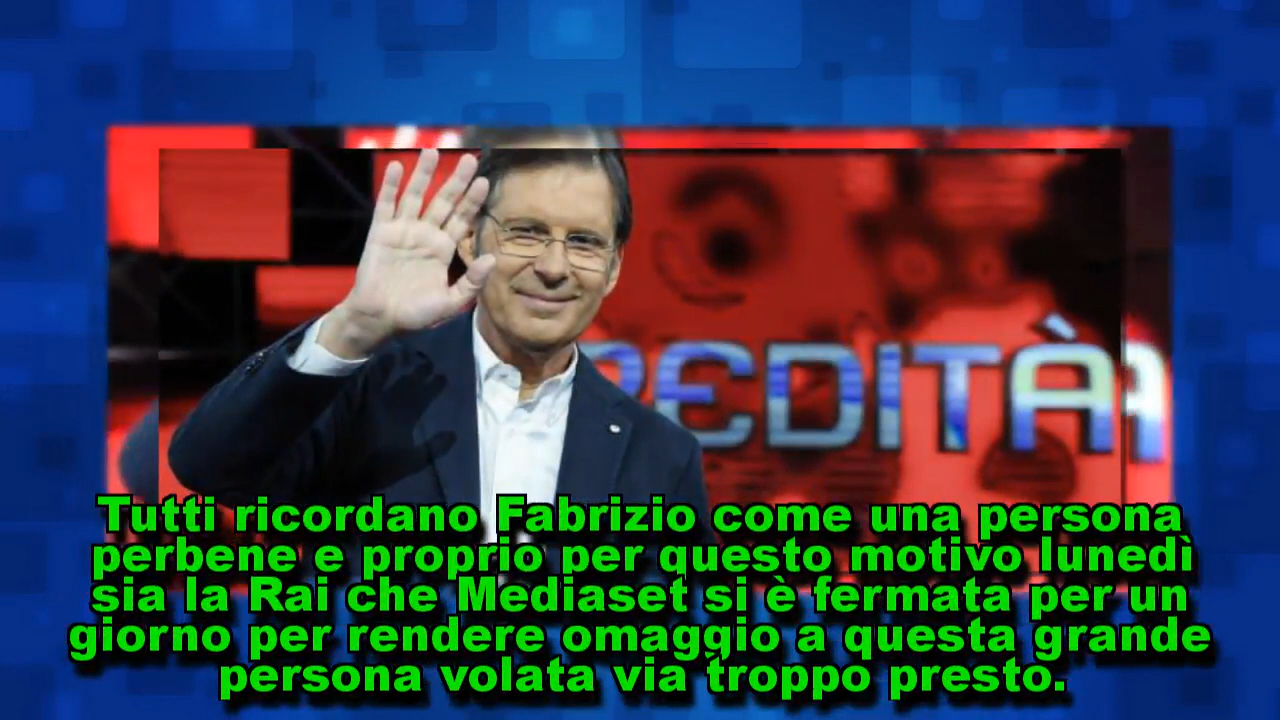 REDITÀ
Tutti ricordano Fabrizio come una persona
perbene e proprio per questo motivo lunedì
sia la Rai che Mediaset si è fermata per un
giorno per rendere omaggio a questa grande
persona volata via troppo presto.